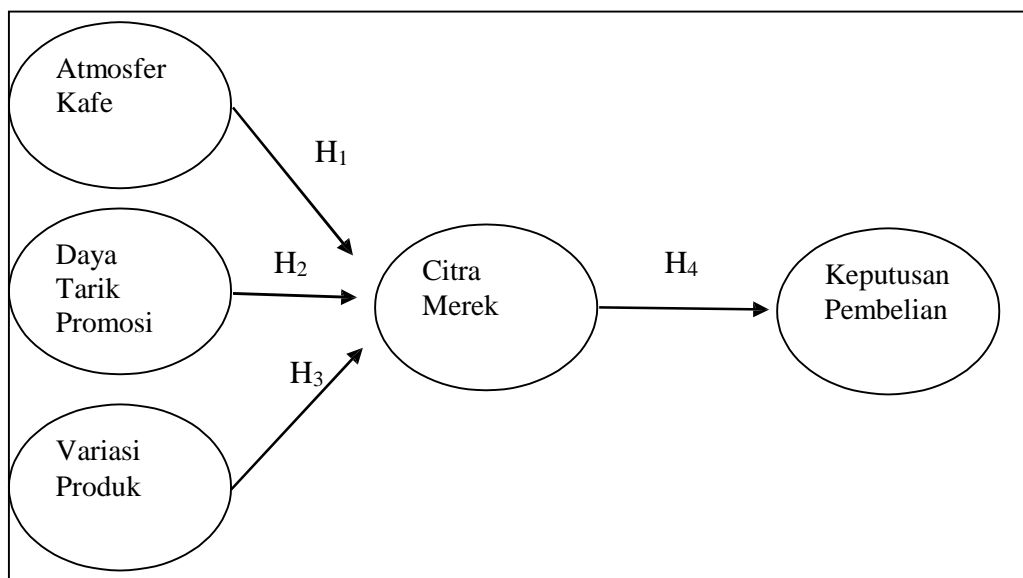 Atmosfer
Kafe
H₁
Daya
Tarik
Promosi
H₂
Citra
Merek
H₄
Keputusan
Pembelian
H₃
Variasi
Produk